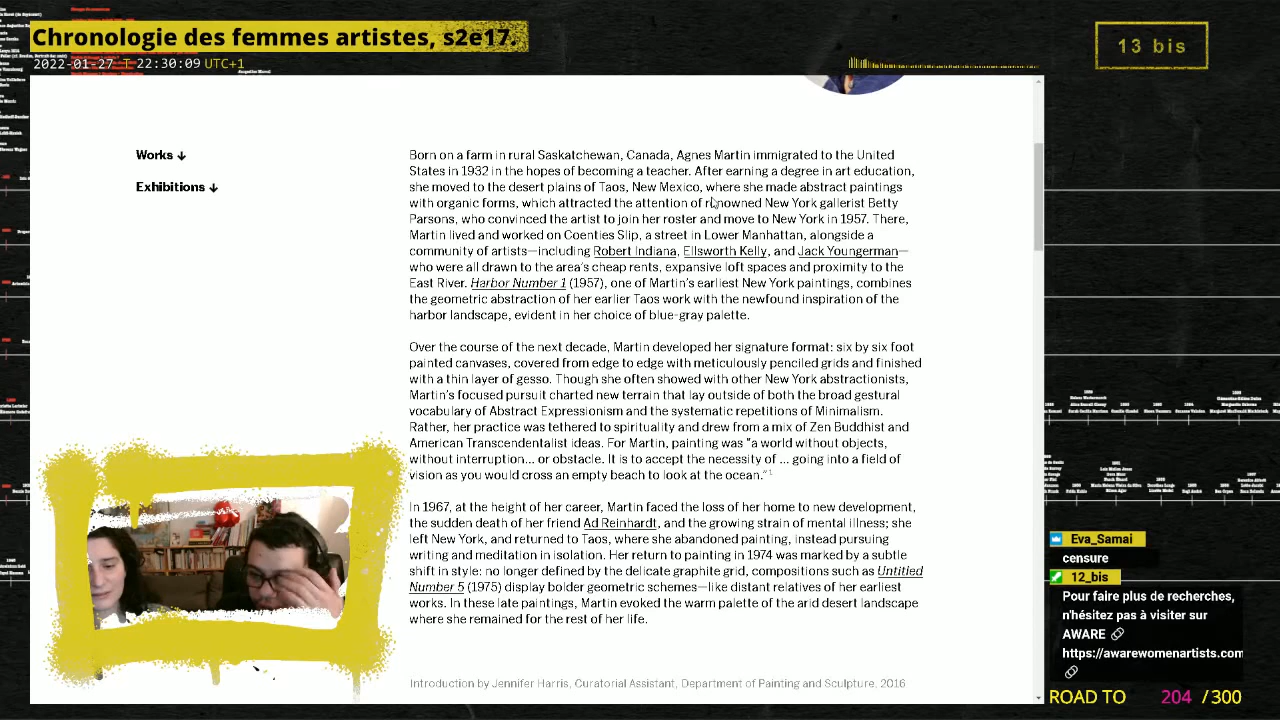 Chronologie des femmes artistes, s2e17.
2022-01-27 T 22:30:09 UTC+1
13 bis
Works ↓
Exhibitions ↓
Born on a farm in rural Saskatchewan, Canada, Agnes Martin immigrated to the United
States in 1932 in the hopes of becoming a teacher. After earning a degree in art education,
she moved to the desert plains of Taos, New Mexico, where she made abstract paintings
with organic forms, which attracted the attention of renowned New York gallerist Betty
Parsons, who convinced the artist to join her roster and move to New York in 1957. There,
Martin lived and worked on Coenties Slip, a street in Lower Manhattan, alongside a
community of artists—including Robert Indiana, Ellsworth Kelly, and Jack Youngerman—
who were all drawn to the area's cheap rents, expansive loft spaces and proximity to the
East River. Harbor Number 1 (1957), one of Martin's earliest New York paintings, combines
the geometric abstraction of her earlier Taos work with the newfound inspiration of the
harbor landscape, evident in her choice of blue-gray palette.
Over the course of the next decade, Martin developed her signature format: six by six foot
painted canvases, covered from edge to edge with meticulously penciled grids and finished
with a thin layer of gesso. Though she often showed with other New York abstractionists,
Martin's focused pursuit charted new terrain that lay outside of both the broad gestural
vocabulary of Abstract Expressionism and the systematic repetitions of Minimalism.
Rather, her practice was tethered to spirituality and drew from a mix of Zen Buddhist and
American Transcendentalist ideas. For Martin, painting was "a world without objects,
without interruption... or obstacle. It is to accept the necessity of ... going into a field of
vision as you would cross an empty beach to look at the ocean."¹
In 1967, at the height of her career, Martin faced the loss of her home to new development,
the sudden death of her friend Ad Reinhardt, and the growing strain of mental illness; she
left New York, and returned to Taos, where she abandoned painting, instead pursuing
writing and meditation in isolation. Her return to painting in 1974 was marked by a subtle
shift in style: no longer defined by the delicate graphite grid, compositions such as Untitled
Number 5 (1975) display bolder geometric schemes—like distant relatives of her earliest
works. In these late paintings, Martin evoked the warm palette of the arid desert landscape
where she remained for the rest of her life.
Introduction by Jennifer Harris, Curatorial Assistant, Department of Painting and Sculpture, 2016
Eva_Samai
censure
12_bis
Pour faire plus de recherches,
n'hésitez pas à visiter sur
AWARE
https://awarewomenartists.com
ROAD TO 204 / 300